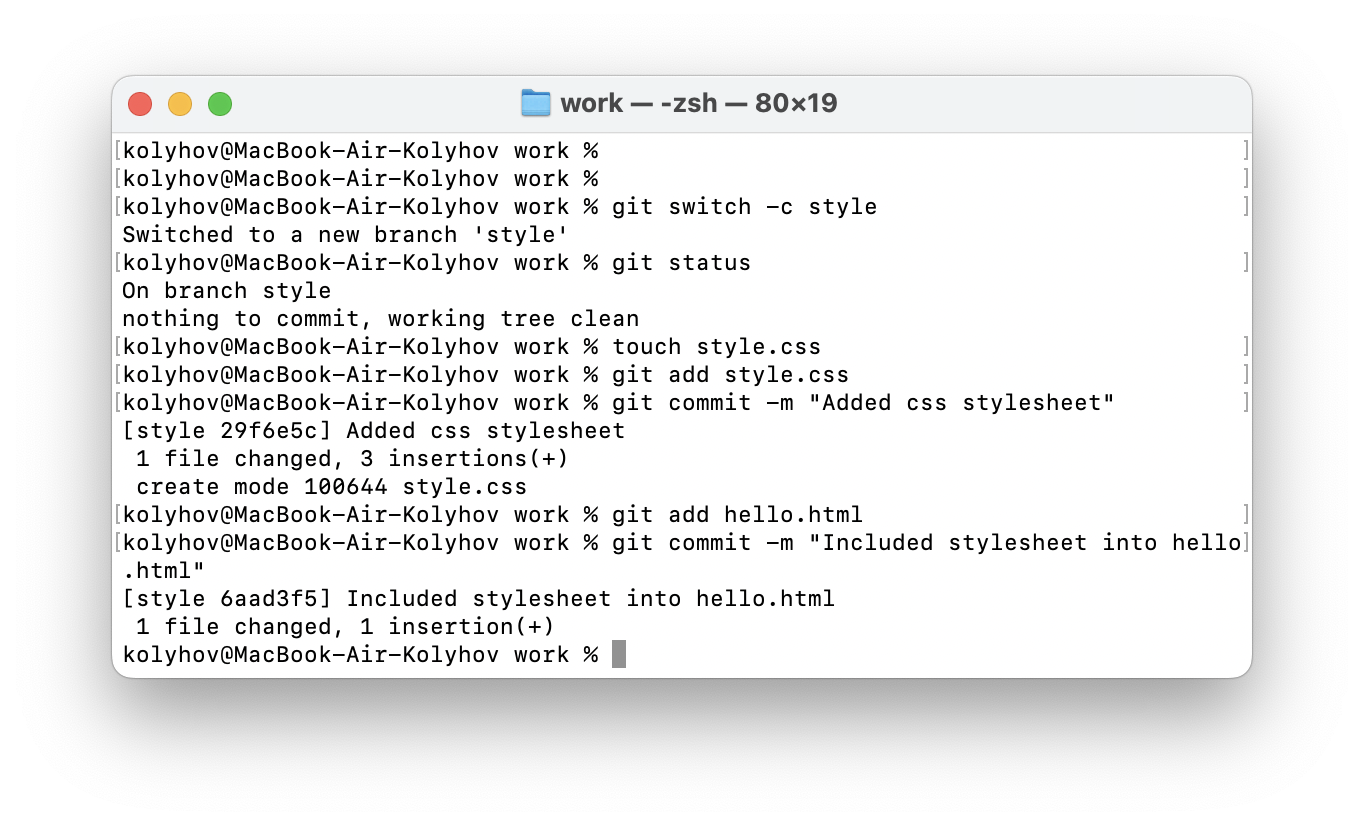 work — -zsh — 80×19
[kolyhov@MacBook-Air-Kolyhov work % ]
[kolyhov@MacBook-Air-Kolyhov work % ]
[kolyhov@MacBook-Air-Kolyhov work % git switch -c style ]
Switched to a new branch 'style'
[kolyhov@MacBook-Air-Kolyhov work % git status ]
On branch style
nothing to commit, working tree clean
[kolyhov@MacBook-Air-Kolyhov work % touch style.css ]
[kolyhov@MacBook-Air-Kolyhov work % git add style.css ]
[kolyhov@MacBook-Air-Kolyhov work % git commit -m "Added css stylesheet" ]
[style 29f6e5c] Added css stylesheet
 1 file changed, 3 insertions(+)
 create mode 100644 style.css
[kolyhov@MacBook-Air-Kolyhov work % git add hello.html ]
[kolyhov@MacBook-Air-Kolyhov work % git commit -m "Included stylesheet into hello]
.html"
[style 6aad3f5] Included stylesheet into hello.html
 1 file changed, 1 insertion(+)
kolyhov@MacBook-Air-Kolyhov work %